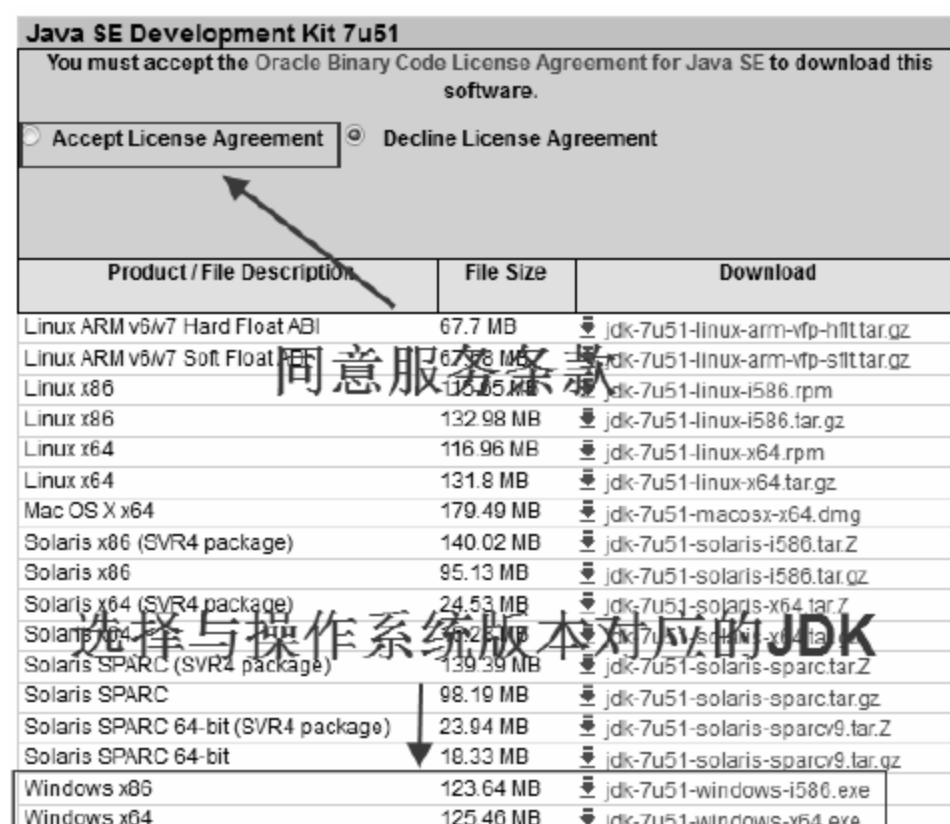 Java SE Development Kit 7u51
You must accept the Oracle Binary Code License Agreement for Java SE to download this
software.
Accept License Agreement Decline License Agreement
Product / File Description File Size Download
Linux ARM v6/v7 Hard Float ABI 67.7 MB jdk-7u51-linux-arm-vfp-hflt.tar.gz
Linux ARM v6/v7 Soft Float MB jdk-7u51-linux-arm-vfp-sflt.tar.gz
同意服务条款
Linux x86 jdk-7u51-linux-i586.rpm
Linux x86 132.98 MB jdk-7u51-linux-i586.tar.gz
Linux x64 116.96 MB jdk-7u51-linux-x64.rpm
Linux x64 131.8 MB jdk-7u51-linux-x64.tar.gz
Mac OS X x64 179.49 MB jdk-7u51-macosx-x64.dmg
Solaris x86 (SVR4 package) 140.02 MB jdk-7u51-solaris-i586.tar.Z
Solaris x86 95.13 MB jdk-7u51-solaris-i586.tar.gz
Solaris x64 (SVR4 package) 24.53 MB jdk-7u51-solaris-x64.tar.Z
选择与操作系统版本对应的JDK
Solaris
Solaris SPARC (SVR4 package) 139.39 MB jdk-7u51-solaris-sparc.tar.Z
Solaris SPARC 98.19 MB jdk-7u51-solaris-sparc.tar.gz
Solaris SPARC 64-bit (SVR4 package) 23.94 MB jdk-7u51-solaris-sparcv9.tar.Z
Solaris SPARC 64-bit 18.33 MB jdk-7u51-solaris-sparcv9.tar.gz
Windows x86 123.64 MB jdk-7u51-windows-i586.exe
Windows x64 125.46 MB jdk-7u51-windows-x64.exe